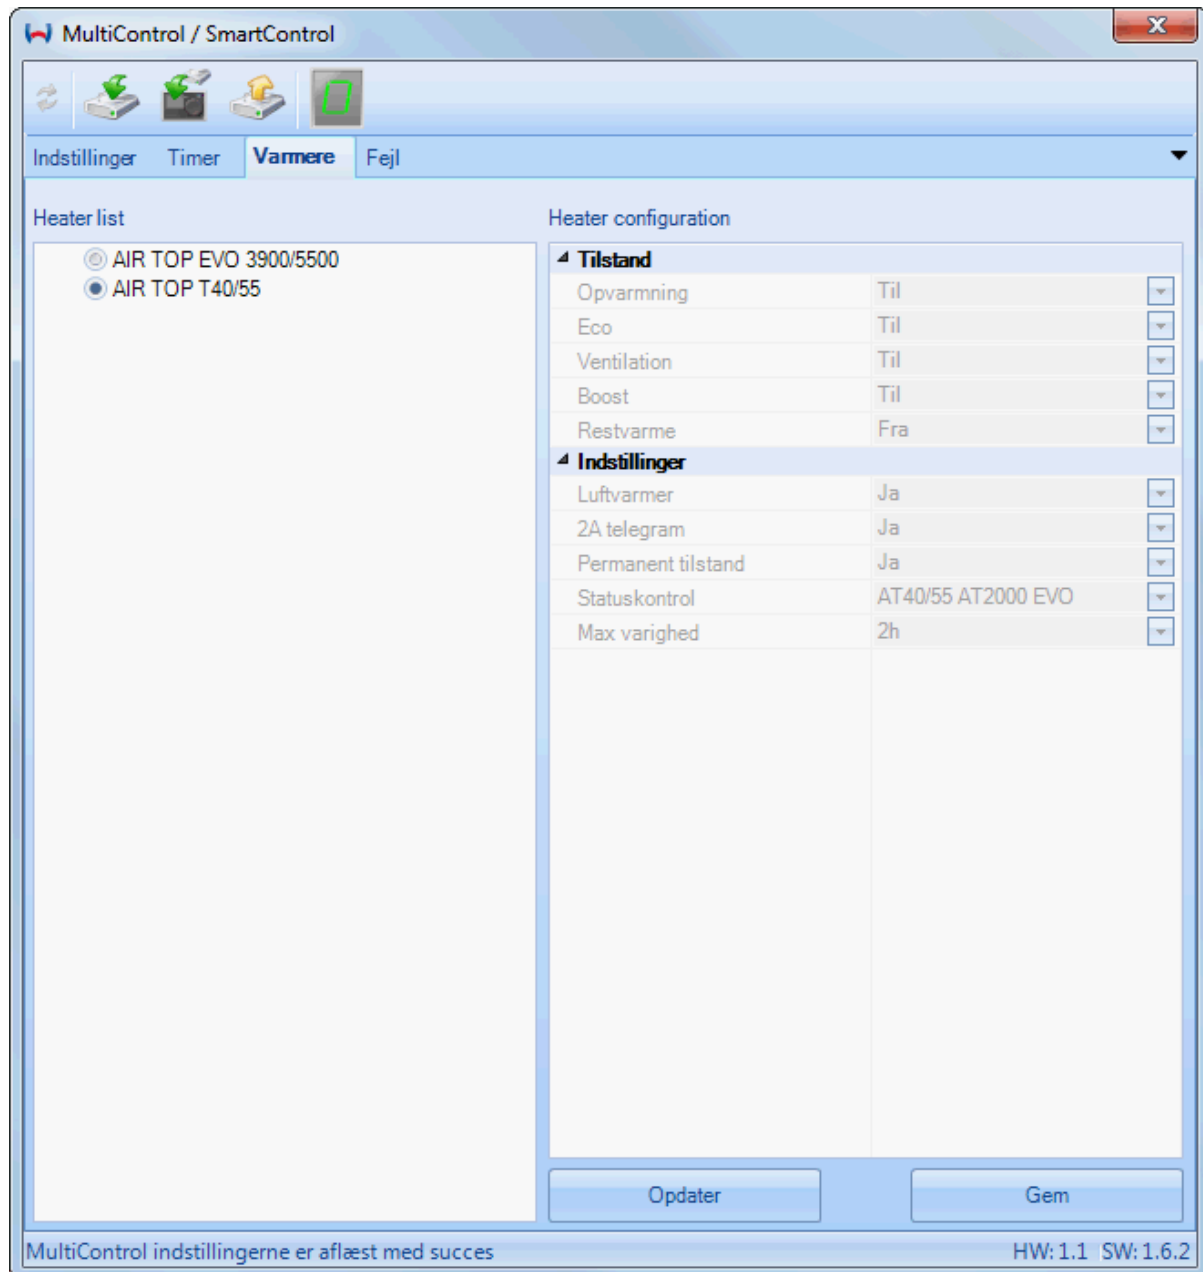 MultiControl / SmartControl
Indstillinger Timer Varmere Fejl
Heater list
AIR TOP EVO 3900/5500
AIR TOP T40/55
Heater configuration
Tilstand
Opvarmning Til
Eco Til
Ventilation Til
Boost Til
Restvarme Fra
Indstillinger
Luftvarmer Ja
2A telegram Ja
Permanent tilstand Ja
Statuskontrol AT40/55 AT2000 EVO
Max varighed 2h
Opdater Gem
MultiControl indstillingerne er aflæst med succes HW: 1.1 SW: 1.6.2